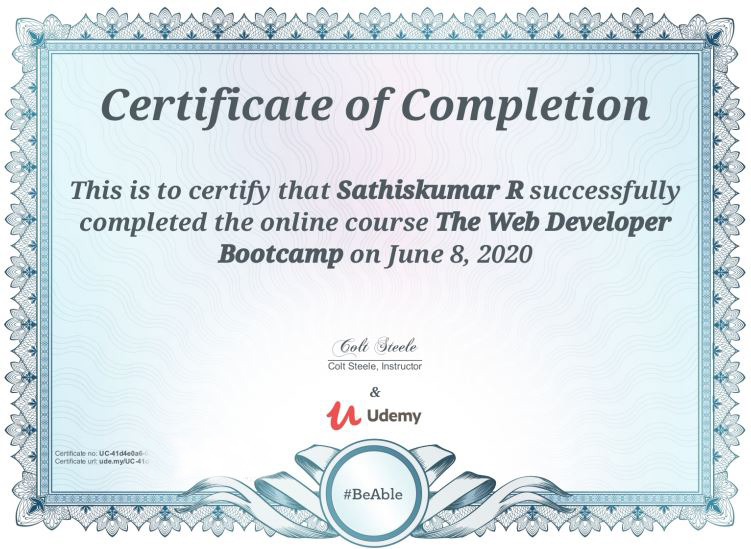 Certificate of Completion
This is to certify that Sathiskumar R successfully
completed the online course The Web Developer
Bootcamp on June 8, 2020
Colt Steele
Colt Steele, Instructor
&
Udemy
Certificate no: UC-41d4e0a6-
Certificate url: ude.my/UC-41
#BeAble